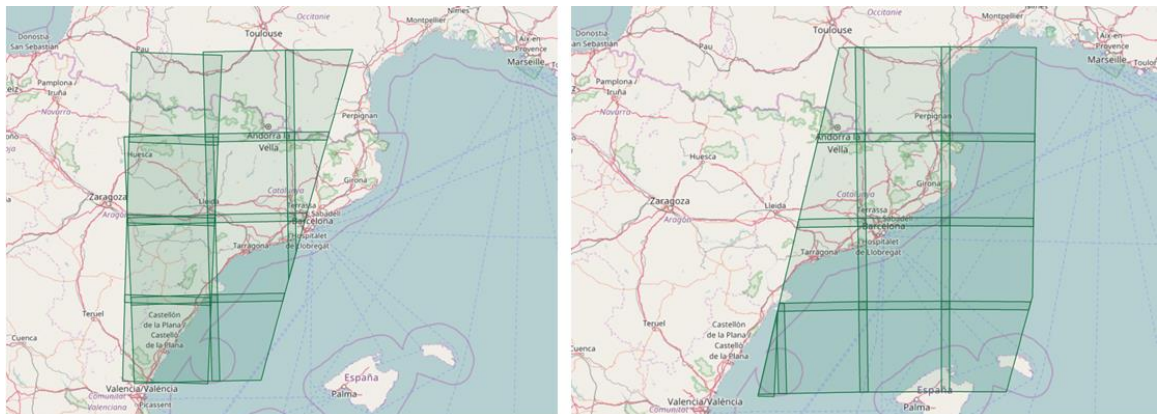 Occitanie
Nîmes
Montpellier
Donostia
San Sebastián
Toulouse
Pau
Aix-en-
Provence
Marseille
Pamplona
Iruña
Navarra
Perpignan
Andorra la
Vella
Huesca
Girona
Catalunya
Zaragoza
Lleida
Terrassa
Sabadell
Aragón
Barcelona
Hospitalet
de Llobregat
Tarragona
Castellón
de la Plana
Castelló
de la Plana
Teruel
Cuenca
España
Palma
Valencia/València
Comunitat
Valenciana
Picassent
Occitanie
Nîmes
Montpellier
Donostia
San Sebastián
Toulouse
Pau
Aix-en-
Provence
Marseille
Pamplona
Iruña
Navarra
Perpignan
Andorra la
Vella
Huesca
Girona
Catalunya
Zaragoza
Lleida
Terrassa
Sabadell
Aragón
Barcelona
Hospitalet
de Llobregat
Tarragona
Castellón
de la Plana
Castelló
de la Plana
Teruel
Cuenca
España
Palma
Valencia/València
Comunitat